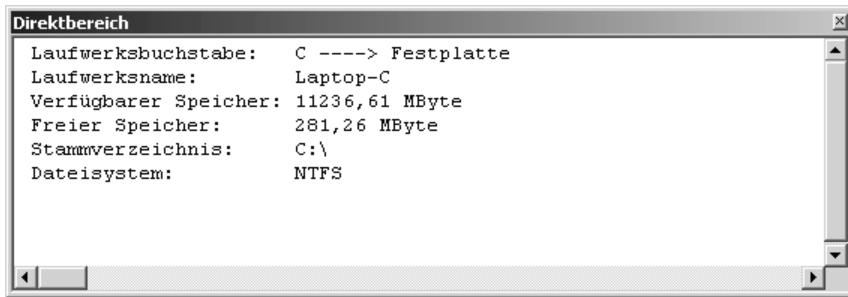 Direktbereich
Laufwerksbuchstabe: C ----> Festplatte
Laufwerksname: Laptop-C
Verfügbarer Speicher: 11236,61 MByte
Freier Speicher: 281,26 MByte
Stammverzeichnis: C:\
Dateisystem: NTFS